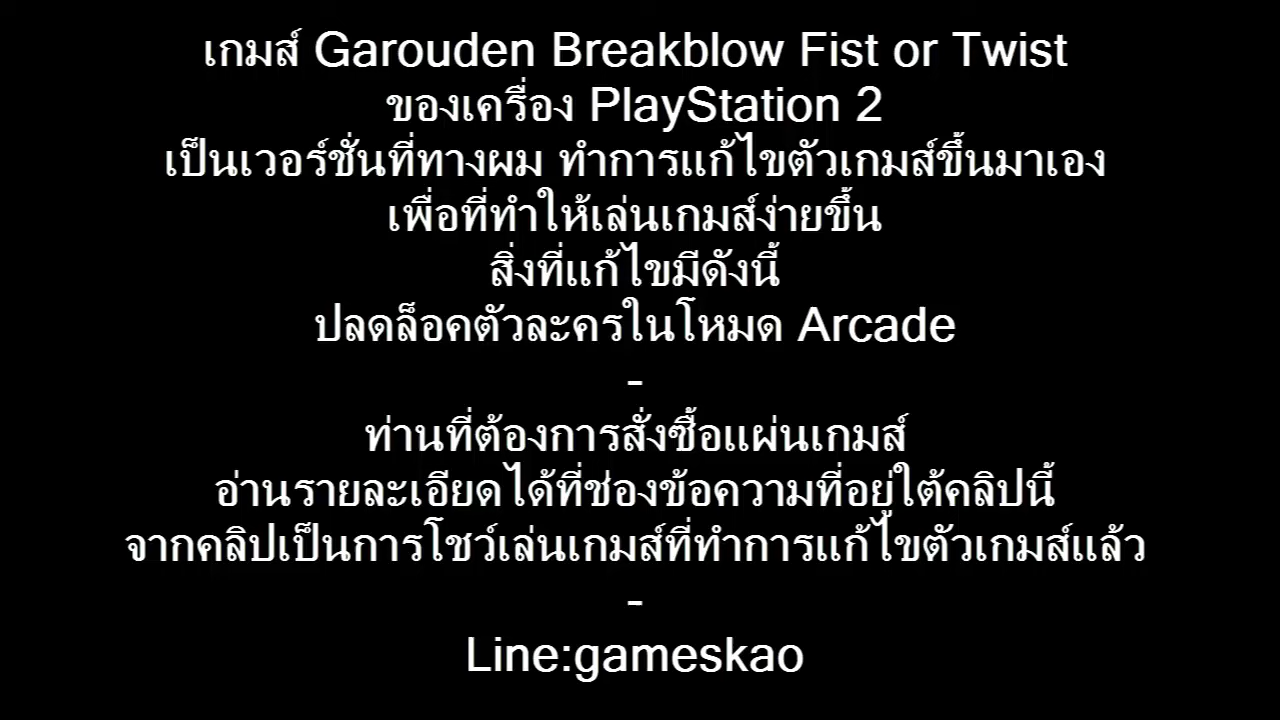 เกมส์ Garouden Breakblow Fist or Twist
ของเครื่อง PlayStation 2
เป็นเวอร์ชั่นที่ทางผม ทำการแก้ไขตัวเกมส์ขึ้นมาเอง
เพื่อที่ทำให้เล่นเกมส์ง่ายขึ้น
สิ่งที่แก้ไขมีดังนี้
ปลดล็อคตัวละครในโหมด Arcade
-
ท่านที่ต้องการสั่งซื้อแผ่นเกมส์
อ่านรายละเอียดได้ที่ช่องข้อความที่อยู่ใต้คลิปนี้
จากคลิปเป็นการโชว์เล่นเกมส์ที่ทำการแก้ไขตัวเกมส์แล้ว
-
Line:gameskao